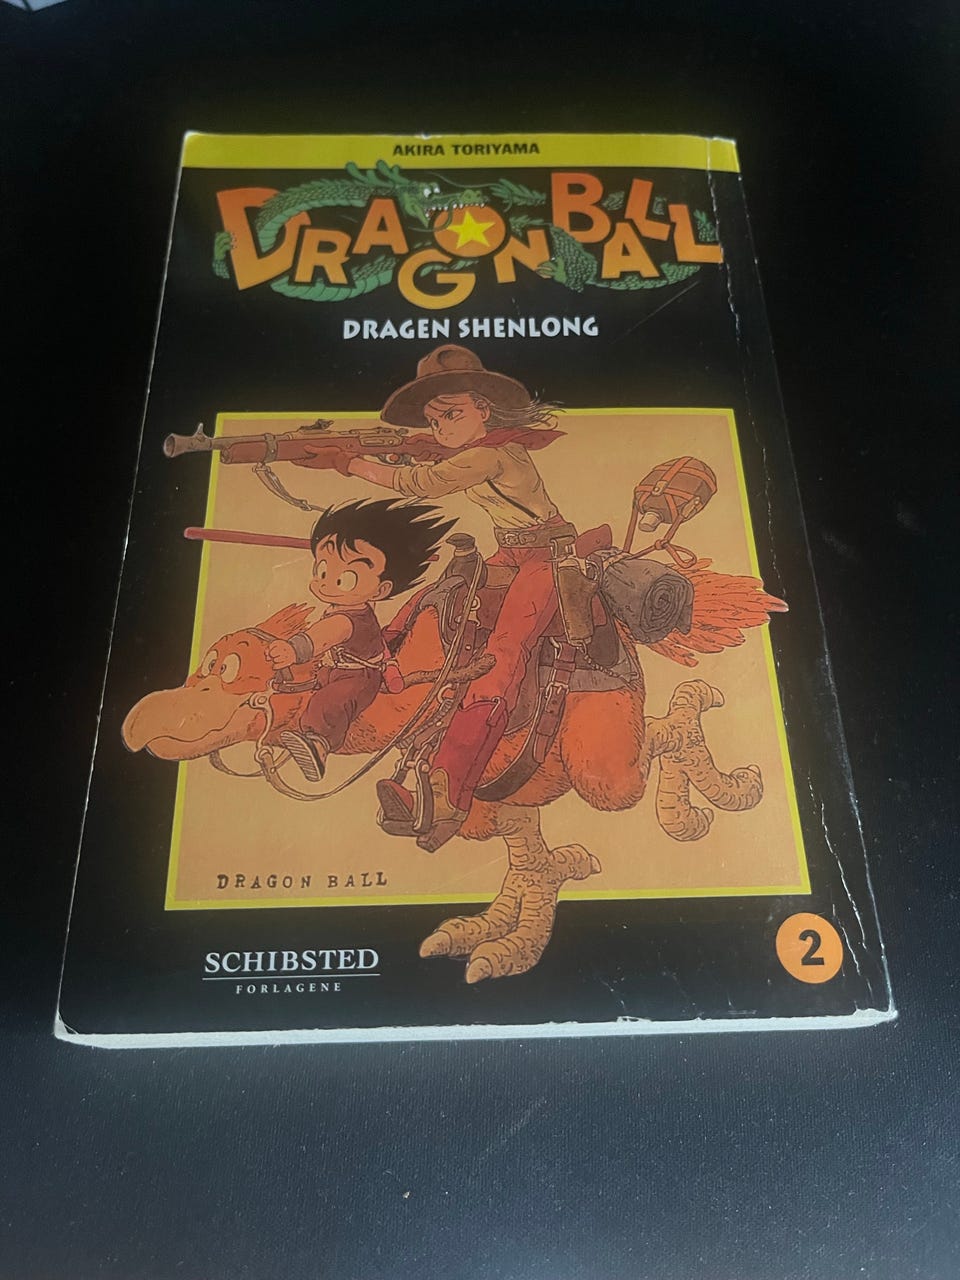 AKIRA TORIYAMA
DRAGON BALL
DRAGEN SHENLONG
DRAGON BALL
SCHIBSTED
FORLAGENE
2